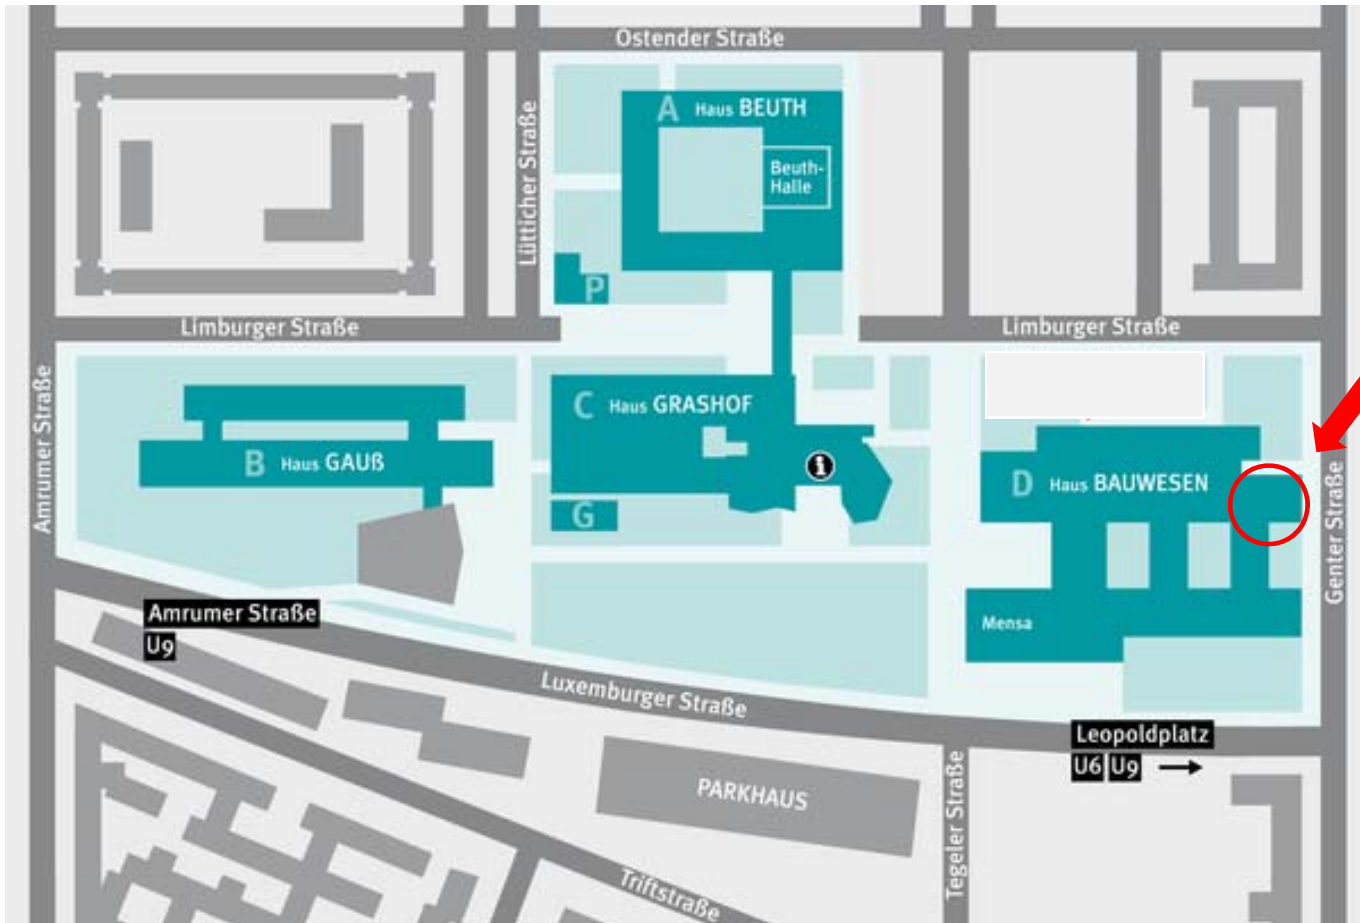 Ostender Straße
A Haus BEUTH
Beuth-
Halle
Lütticher Straße
P
Limburger Straße
Limburger Straße
Amrumer Straße
C Haus GRASHOF
B Haus GAUß
i
D Haus BAUWESEN
G
Genter Straße
Amrumer Straße
U9
Mensa
Luxemburger Straße
Leopoldplatz
U6 U9 →
PARKHAUS
Tegeler Straße
Triftstraße